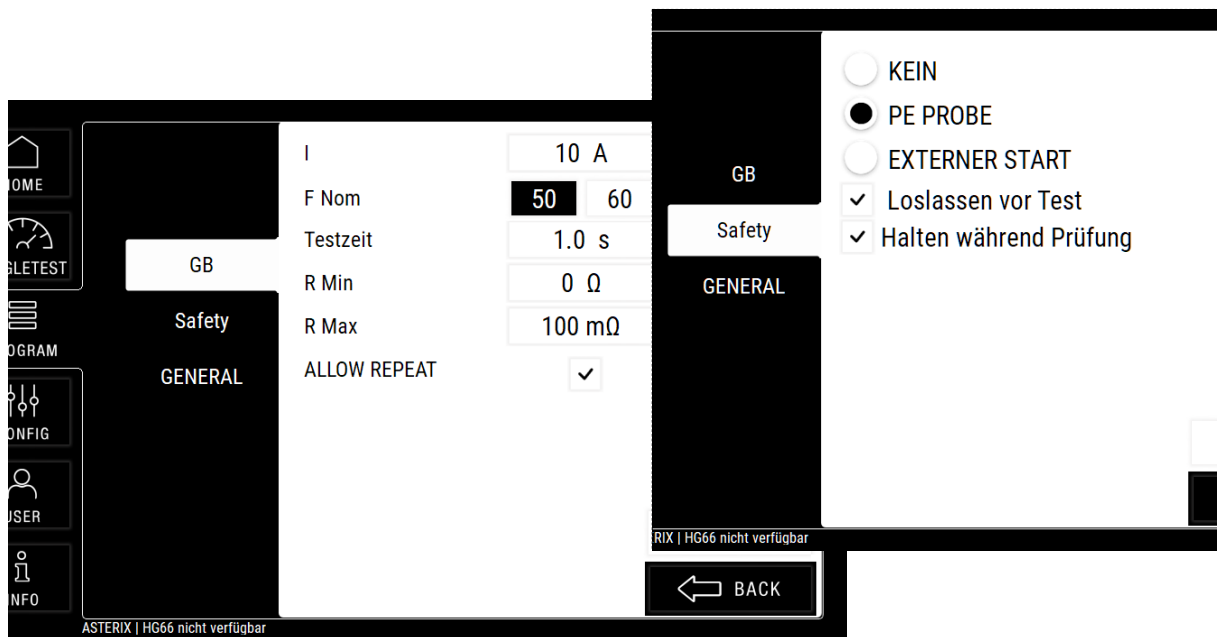 I
10 A
F Nom
50
60
Testzeit
1.0 s
R Min
0 Ω
R Max
100 mΩ
ALLOW REPEAT
GB
Safety
GENERAL
BACK
ASTERIX | HG66 nicht verfügbar
OME
GLETEST
OGRAM
ONFIG
USER
NFO
KEIN
PE PROBE
EXTERNER START
Loslassen vor Test
Halten während Prüfung
GB
Safety
GENERAL
RIX | HG66 nicht verfügbar